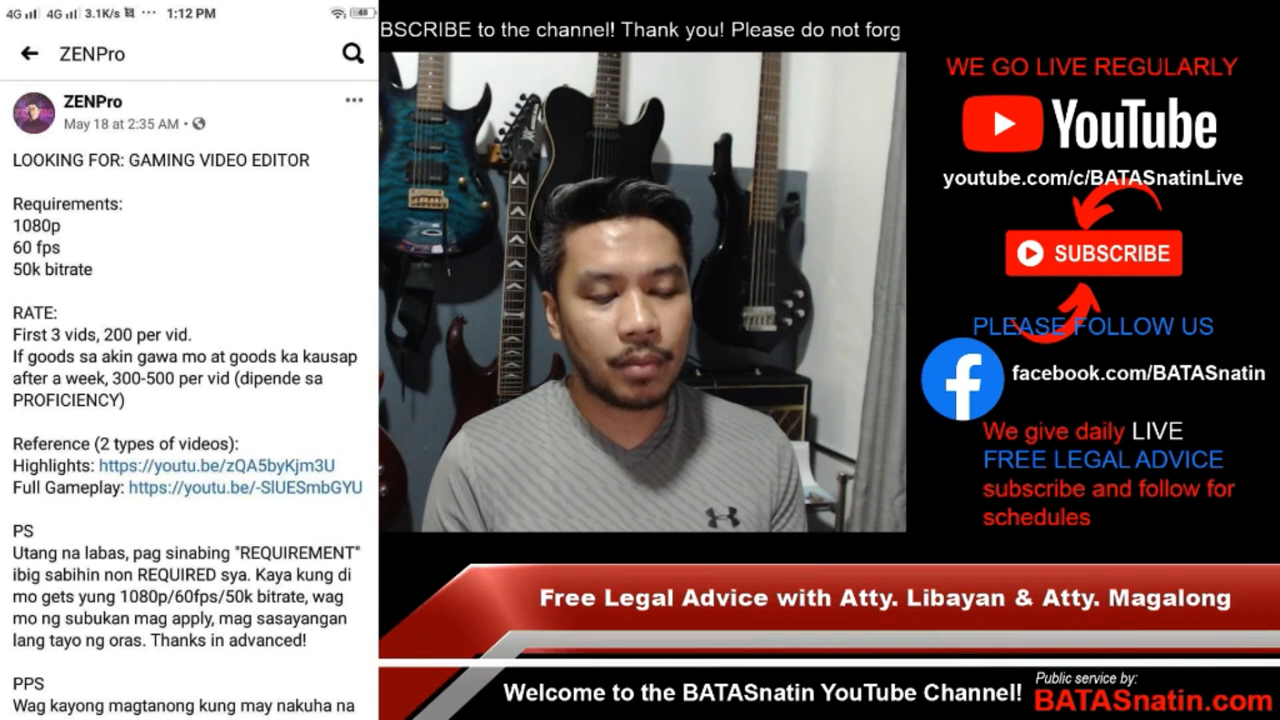 4G 4G 3.1K/s ··· 1:12 PM 48
ZENPro
ZENPro
May 18 at 2:35 AM •
LOOKING FOR: GAMING VIDEO EDITOR
Requirements:
1080p
60 fps
50k bitrate
RATE:
First 3 vids, 200 per vid.
If goods sa akin gawa mo at goods ka kausap
after a week, 300-500 per vid (dipende sa
PROFICIENCY)
Reference (2 types of videos):
Highlights: https://youtu.be/zQA5byKjm3U
Full Gameplay: https://youtu.be/-SlUESmbGYU
PS
Utang na labas, pag sinabing "REQUIREMENT"
ibig sabihin non REQUIRED sya. Kaya kung di
mo gets yung 1080p/60fps/50k bitrate, wag
mo ng subukan mag apply, mag sasayangan
lang tayo ng oras. Thanks in advanced!
PPS
Wag kayong magtanong kung may nakuha na
BSCRIBE to the channel! Thank you! Please do not forg
WE GO LIVE REGULARLY
YouTube
youtube.com/c/BATASnatinLive
SUBSCRIBE
PLEASE FOLLOW US
facebook.com/BATASnatin
We give daily LIVE
FREE LEGAL ADVICE
subscribe and follow for
schedules
Free Legal Advice with Atty. Libayan & Atty. Magalong
Welcome to the BATASnatin YouTube Channel!
Public service by:
BATASnatin.com